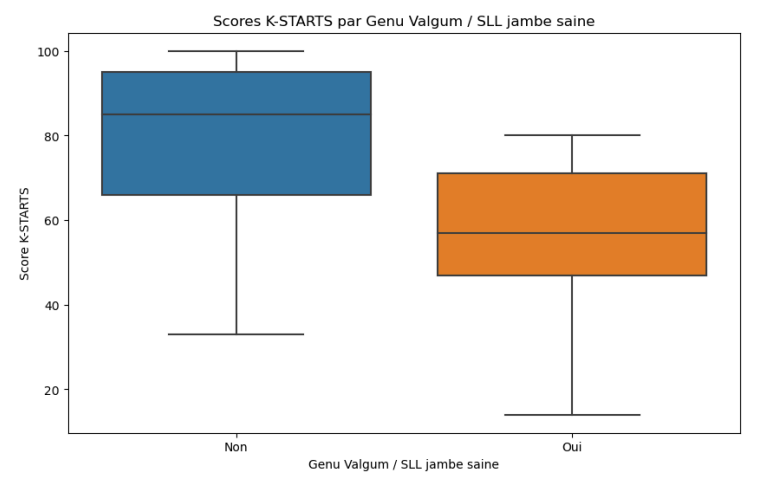 Scores K-STARTS par Genu Valgum / SLL jambe saine
100
80
60
40
20
Score K-STARTS
Non
Oui
Genu Valgum / SLL jambe saine